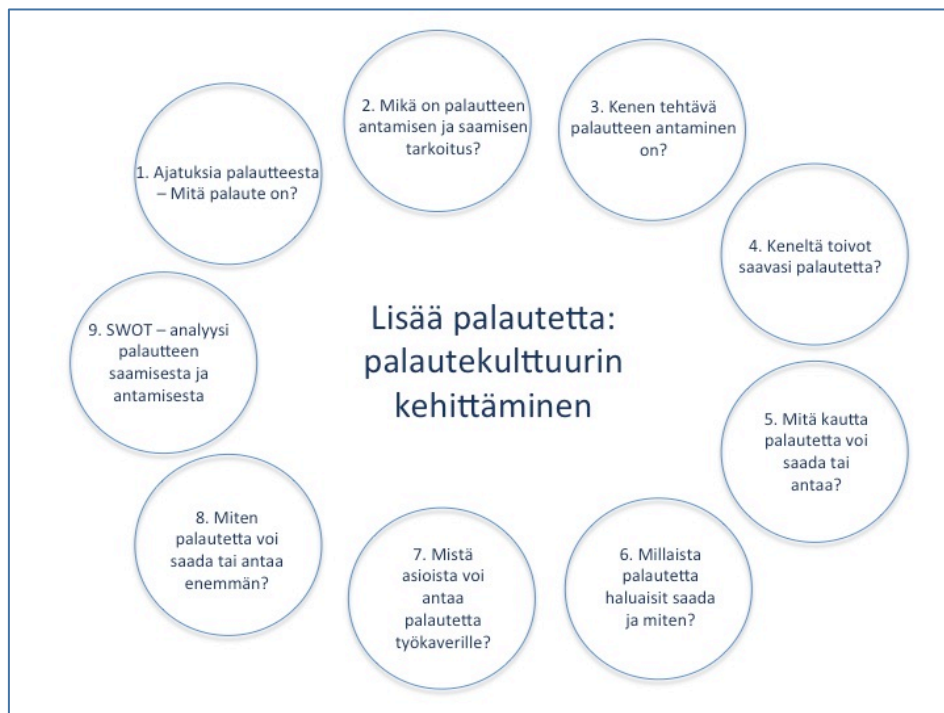 1. Ajatuksia palautteesta
– Mitä palaute on?
2. Mikä on palautteen
antamisen ja saamisen
tarkoitus?
3. Kenen tehtävä
palautteen antaminen
on?
4. Keneltä toivot
saavasi palautetta?
5. Mitä kautta
palautetta voi
saada tai
antaa?
6. Millaista
palautetta
haluaisit saada
ja miten?
7. Mistä
asioista voi
antaa
palautetta
työkaverille?
8. Miten
palautetta voi
saada tai antaa
enemmän?
9. SWOT – analyysi
palautteen
saamisesta ja
antamisesta
Lisää palautetta:
palautekulttuurin
kehittäminen